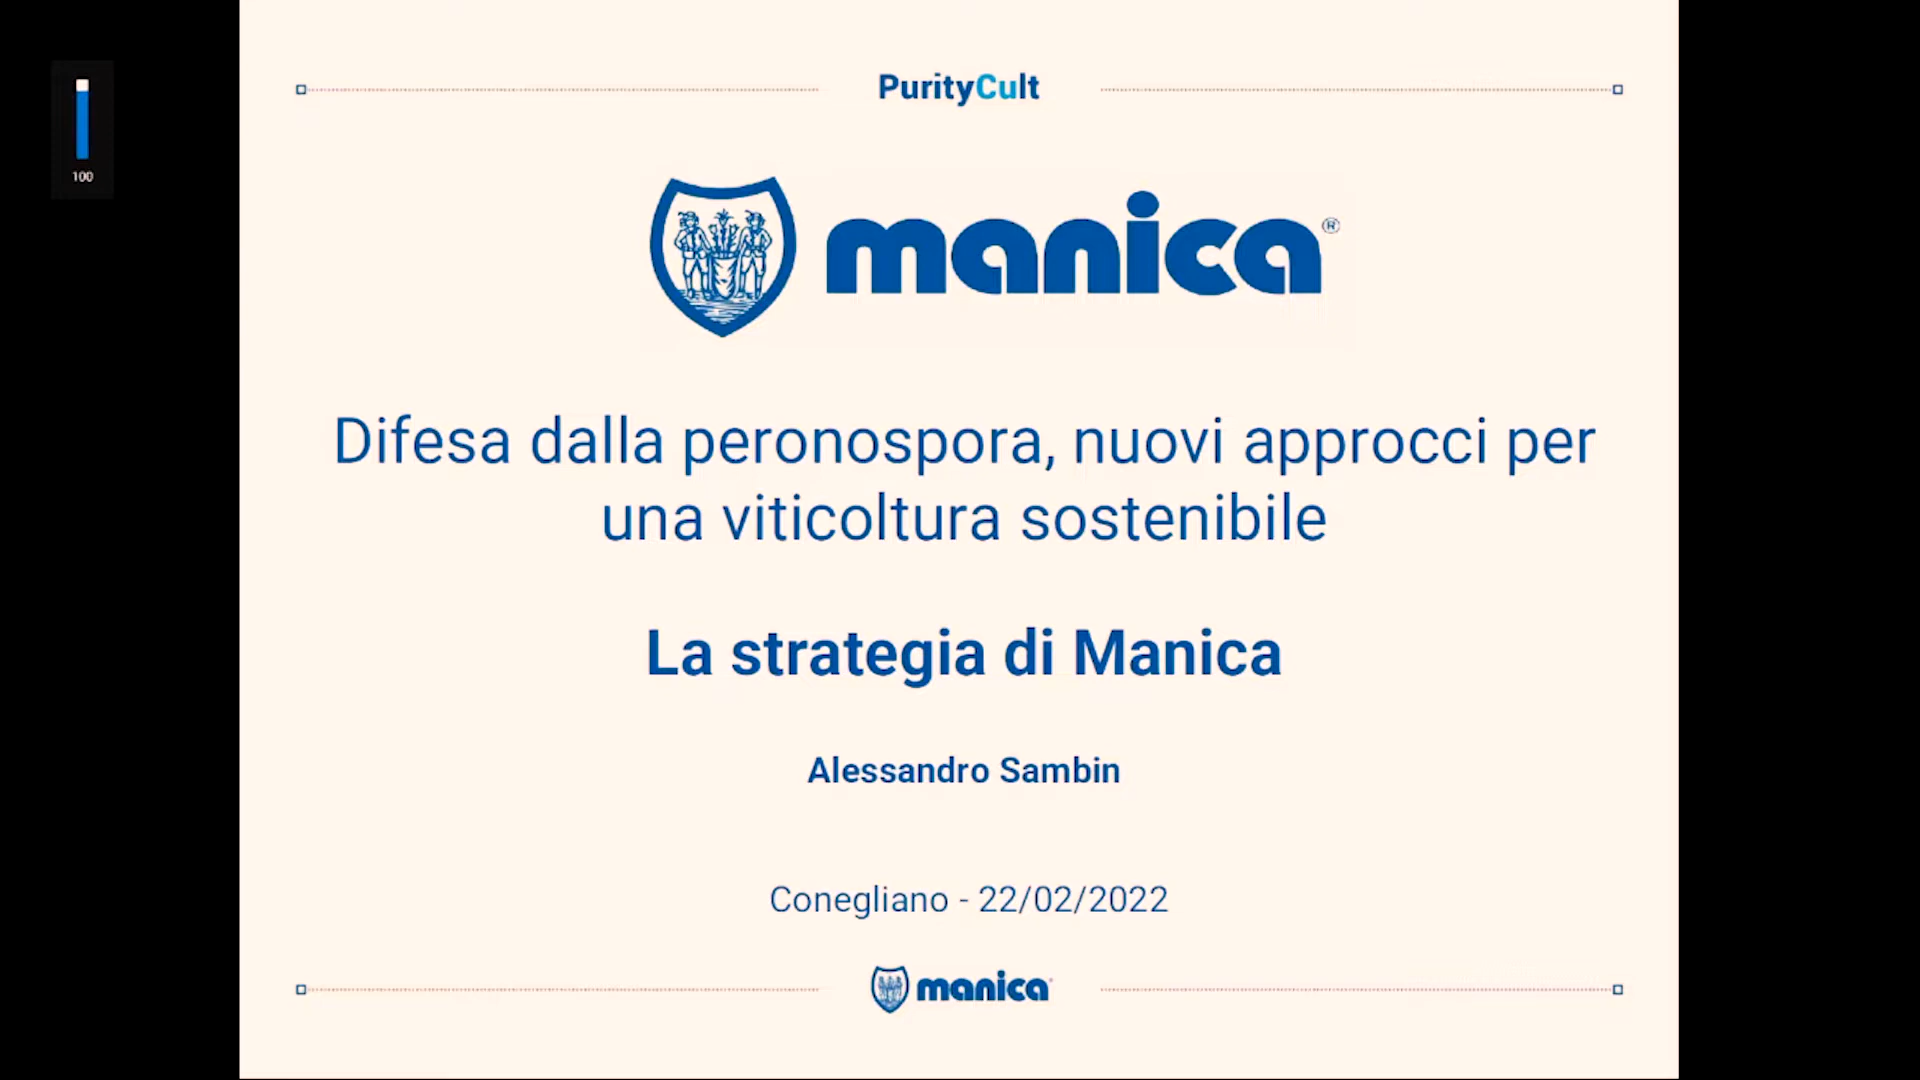 100
PurityCult
manica®
Difesa dalla peronospora, nuovi approcci per
una viticoltura sostenibile
La strategia di Manica
Alessandro Sambin
Conegliano - 22/02/2022
manica